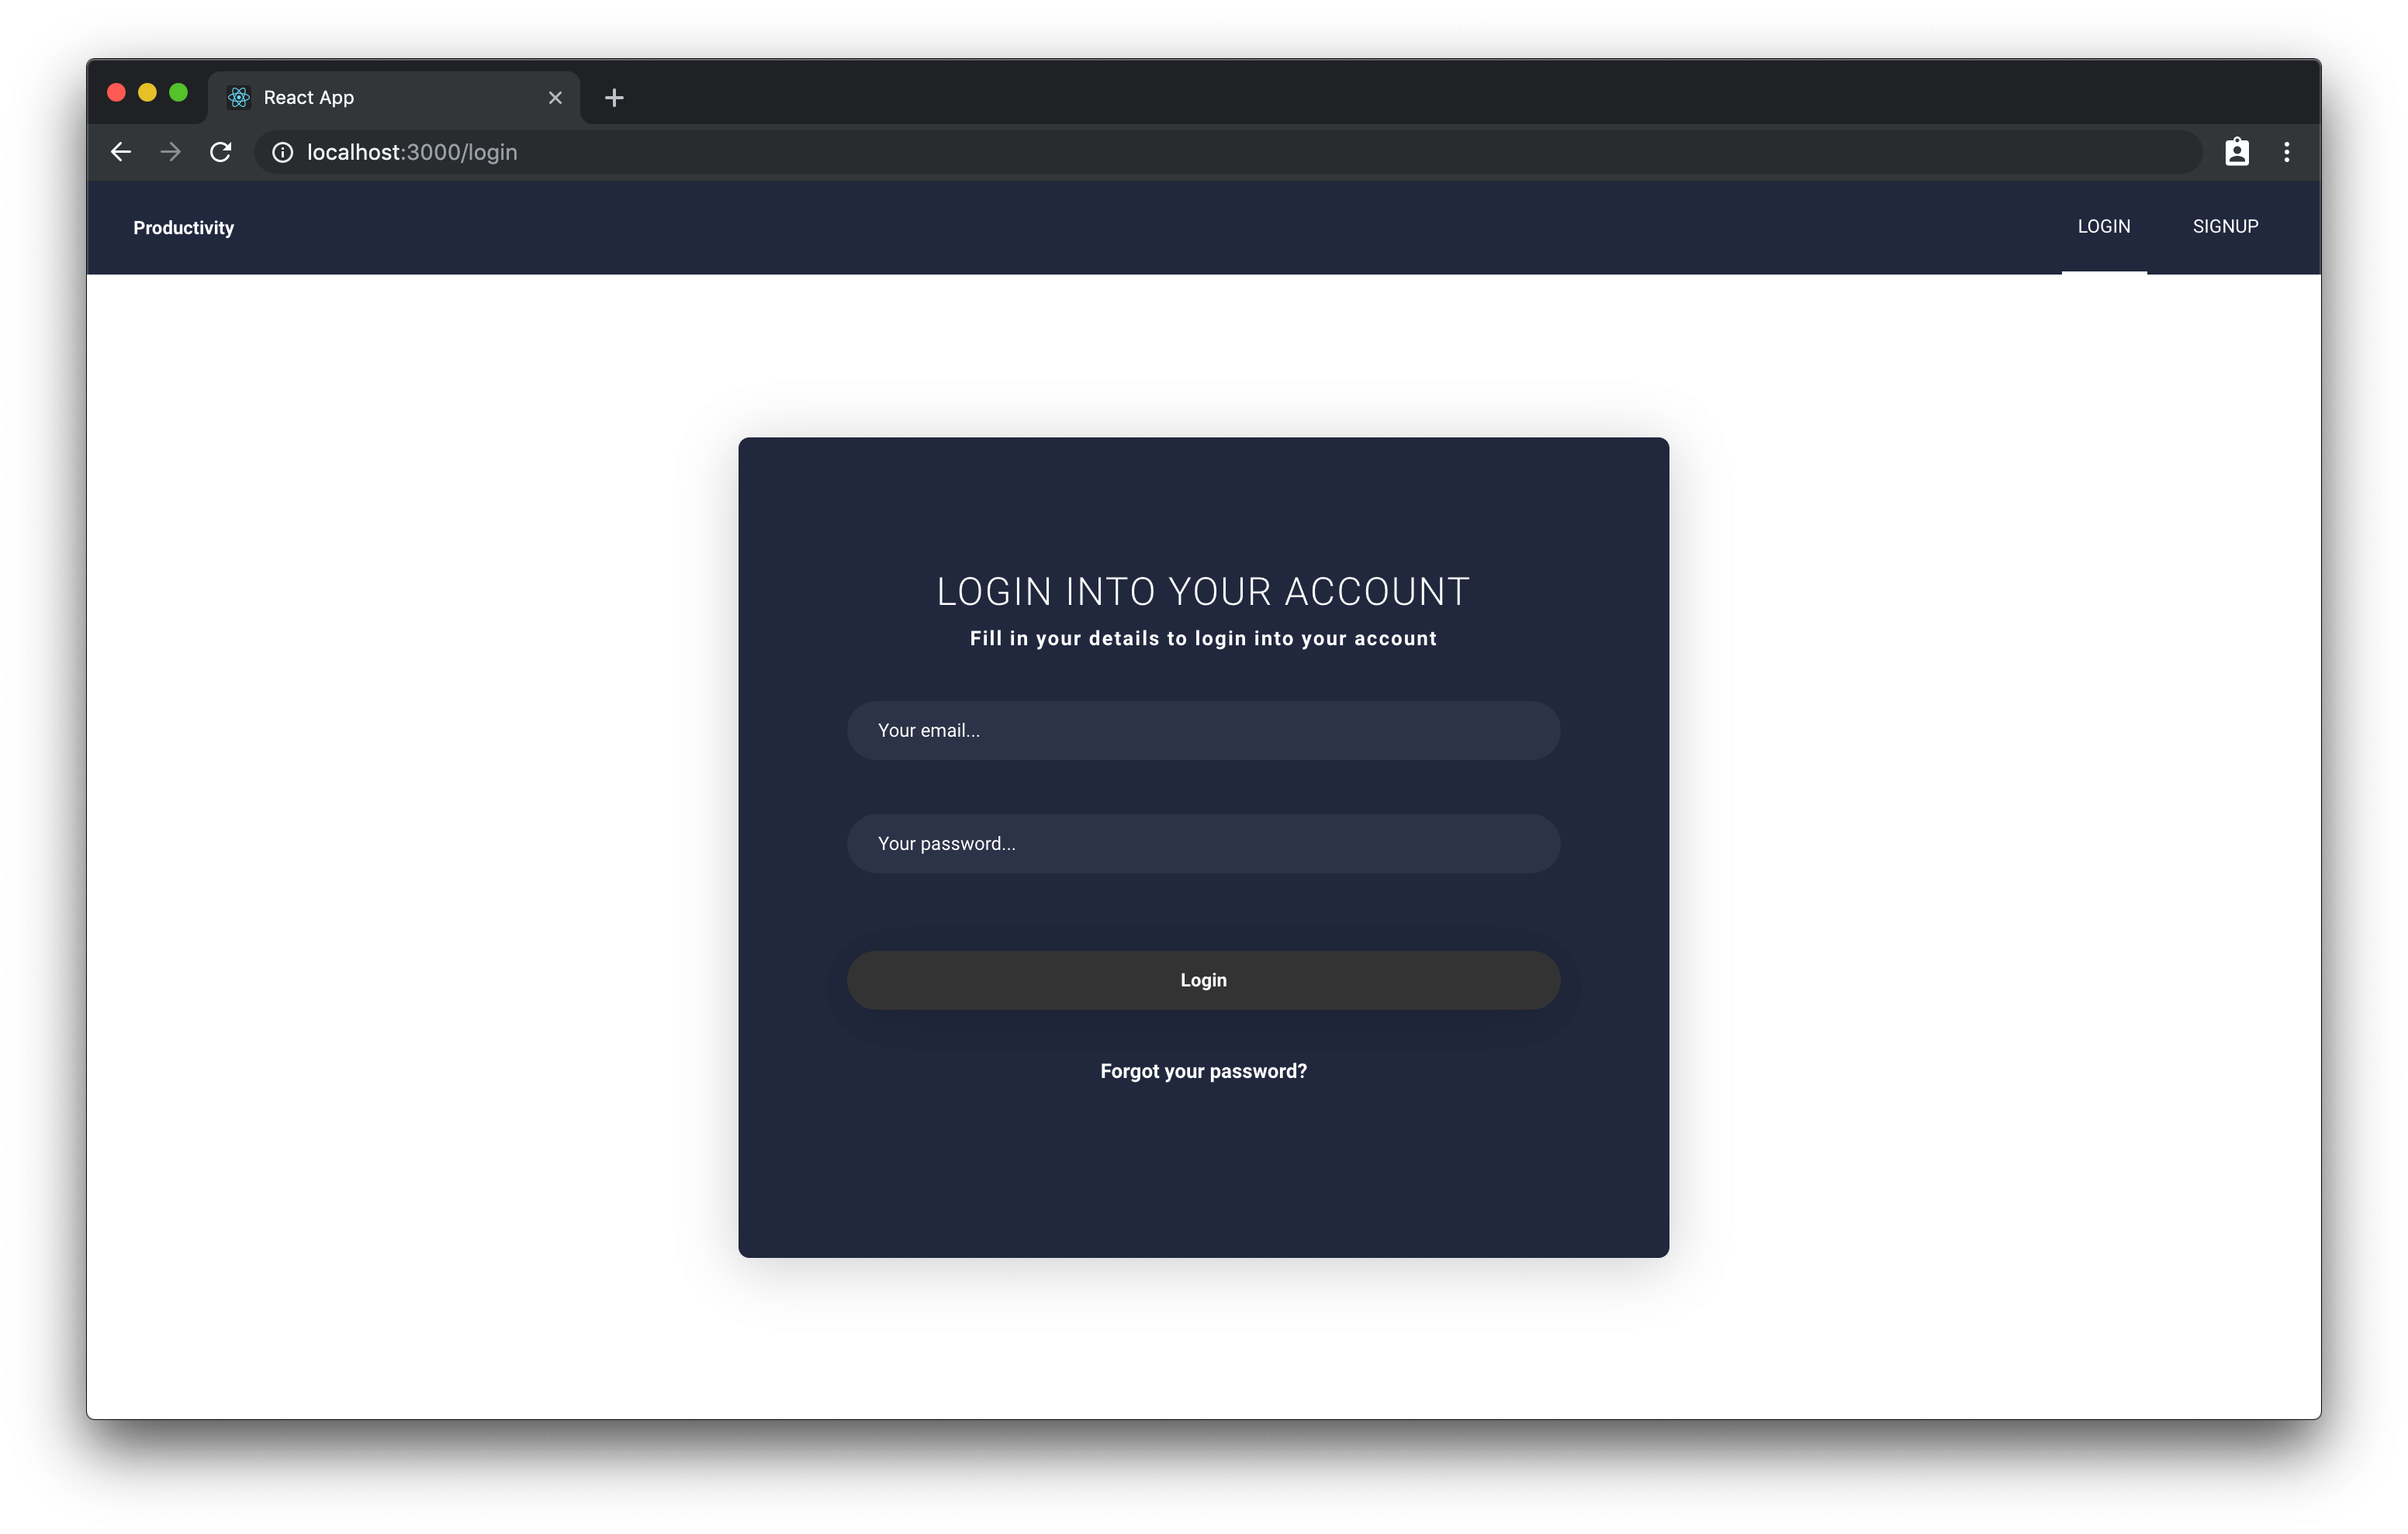 React App
localhost:3000/login
Productivity
LOGIN
SIGNUP
LOGIN INTO YOUR ACCOUNT
Fill in your details to login into your account
Your email...
Your password...
Login
Forgot your password?